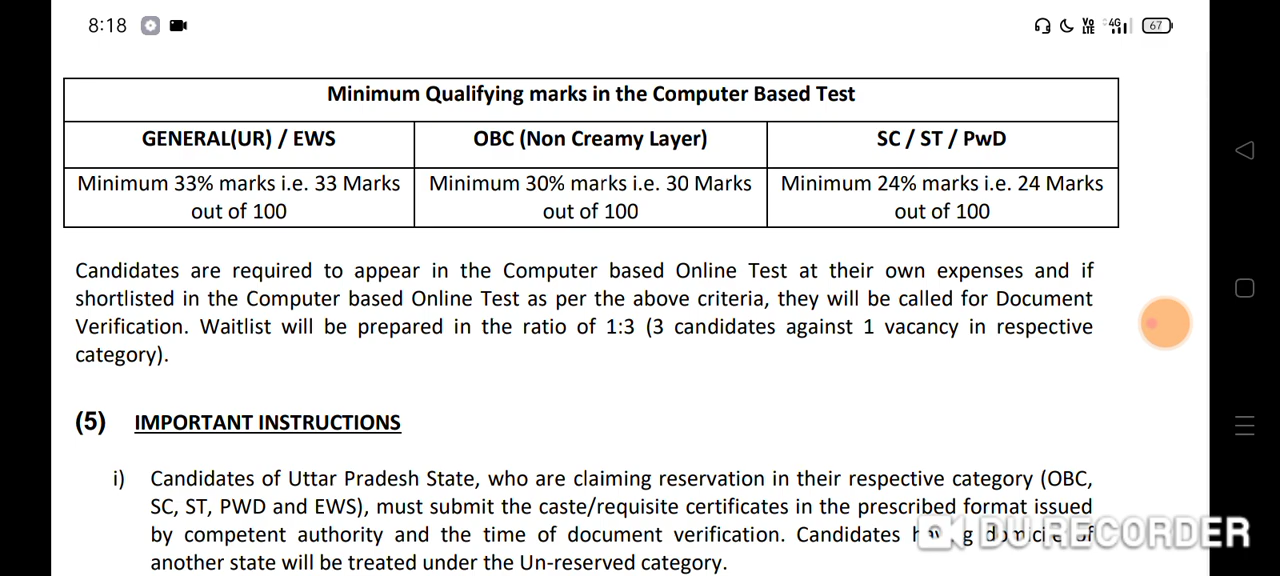 8:18
Vo LTE 4G 67
Minimum Qualifying marks in the Computer Based Test
GENERAL(UR) / EWS OBC (Non Creamy Layer) SC / ST / PwD
Minimum 33% marks i.e. 33 Marks Minimum 30% marks i.e. 30 Marks Minimum 24% marks i.e. 24 Marks
out of 100 out of 100 out of 100
Candidates are required to appear in the Computer based Online Test at their own expenses and if
shortlisted in the Computer based Online Test as per the above criteria, they will be called for Document
Verification. Waitlist will be prepared in the ratio of 1:3 (3 candidates against 1 vacancy in respective
category).
(5) IMPORTANT INSTRUCTIONS
i) Candidates of Uttar Pradesh State, who are claiming reservation in their respective category (OBC,
SC, ST, PWD and EWS), must submit the caste/requisite certificates in the prescribed format issued
by competent authority and the time of document verification. Candidates of
DU RECORDER
another state will be treated under the Un-reserved category.